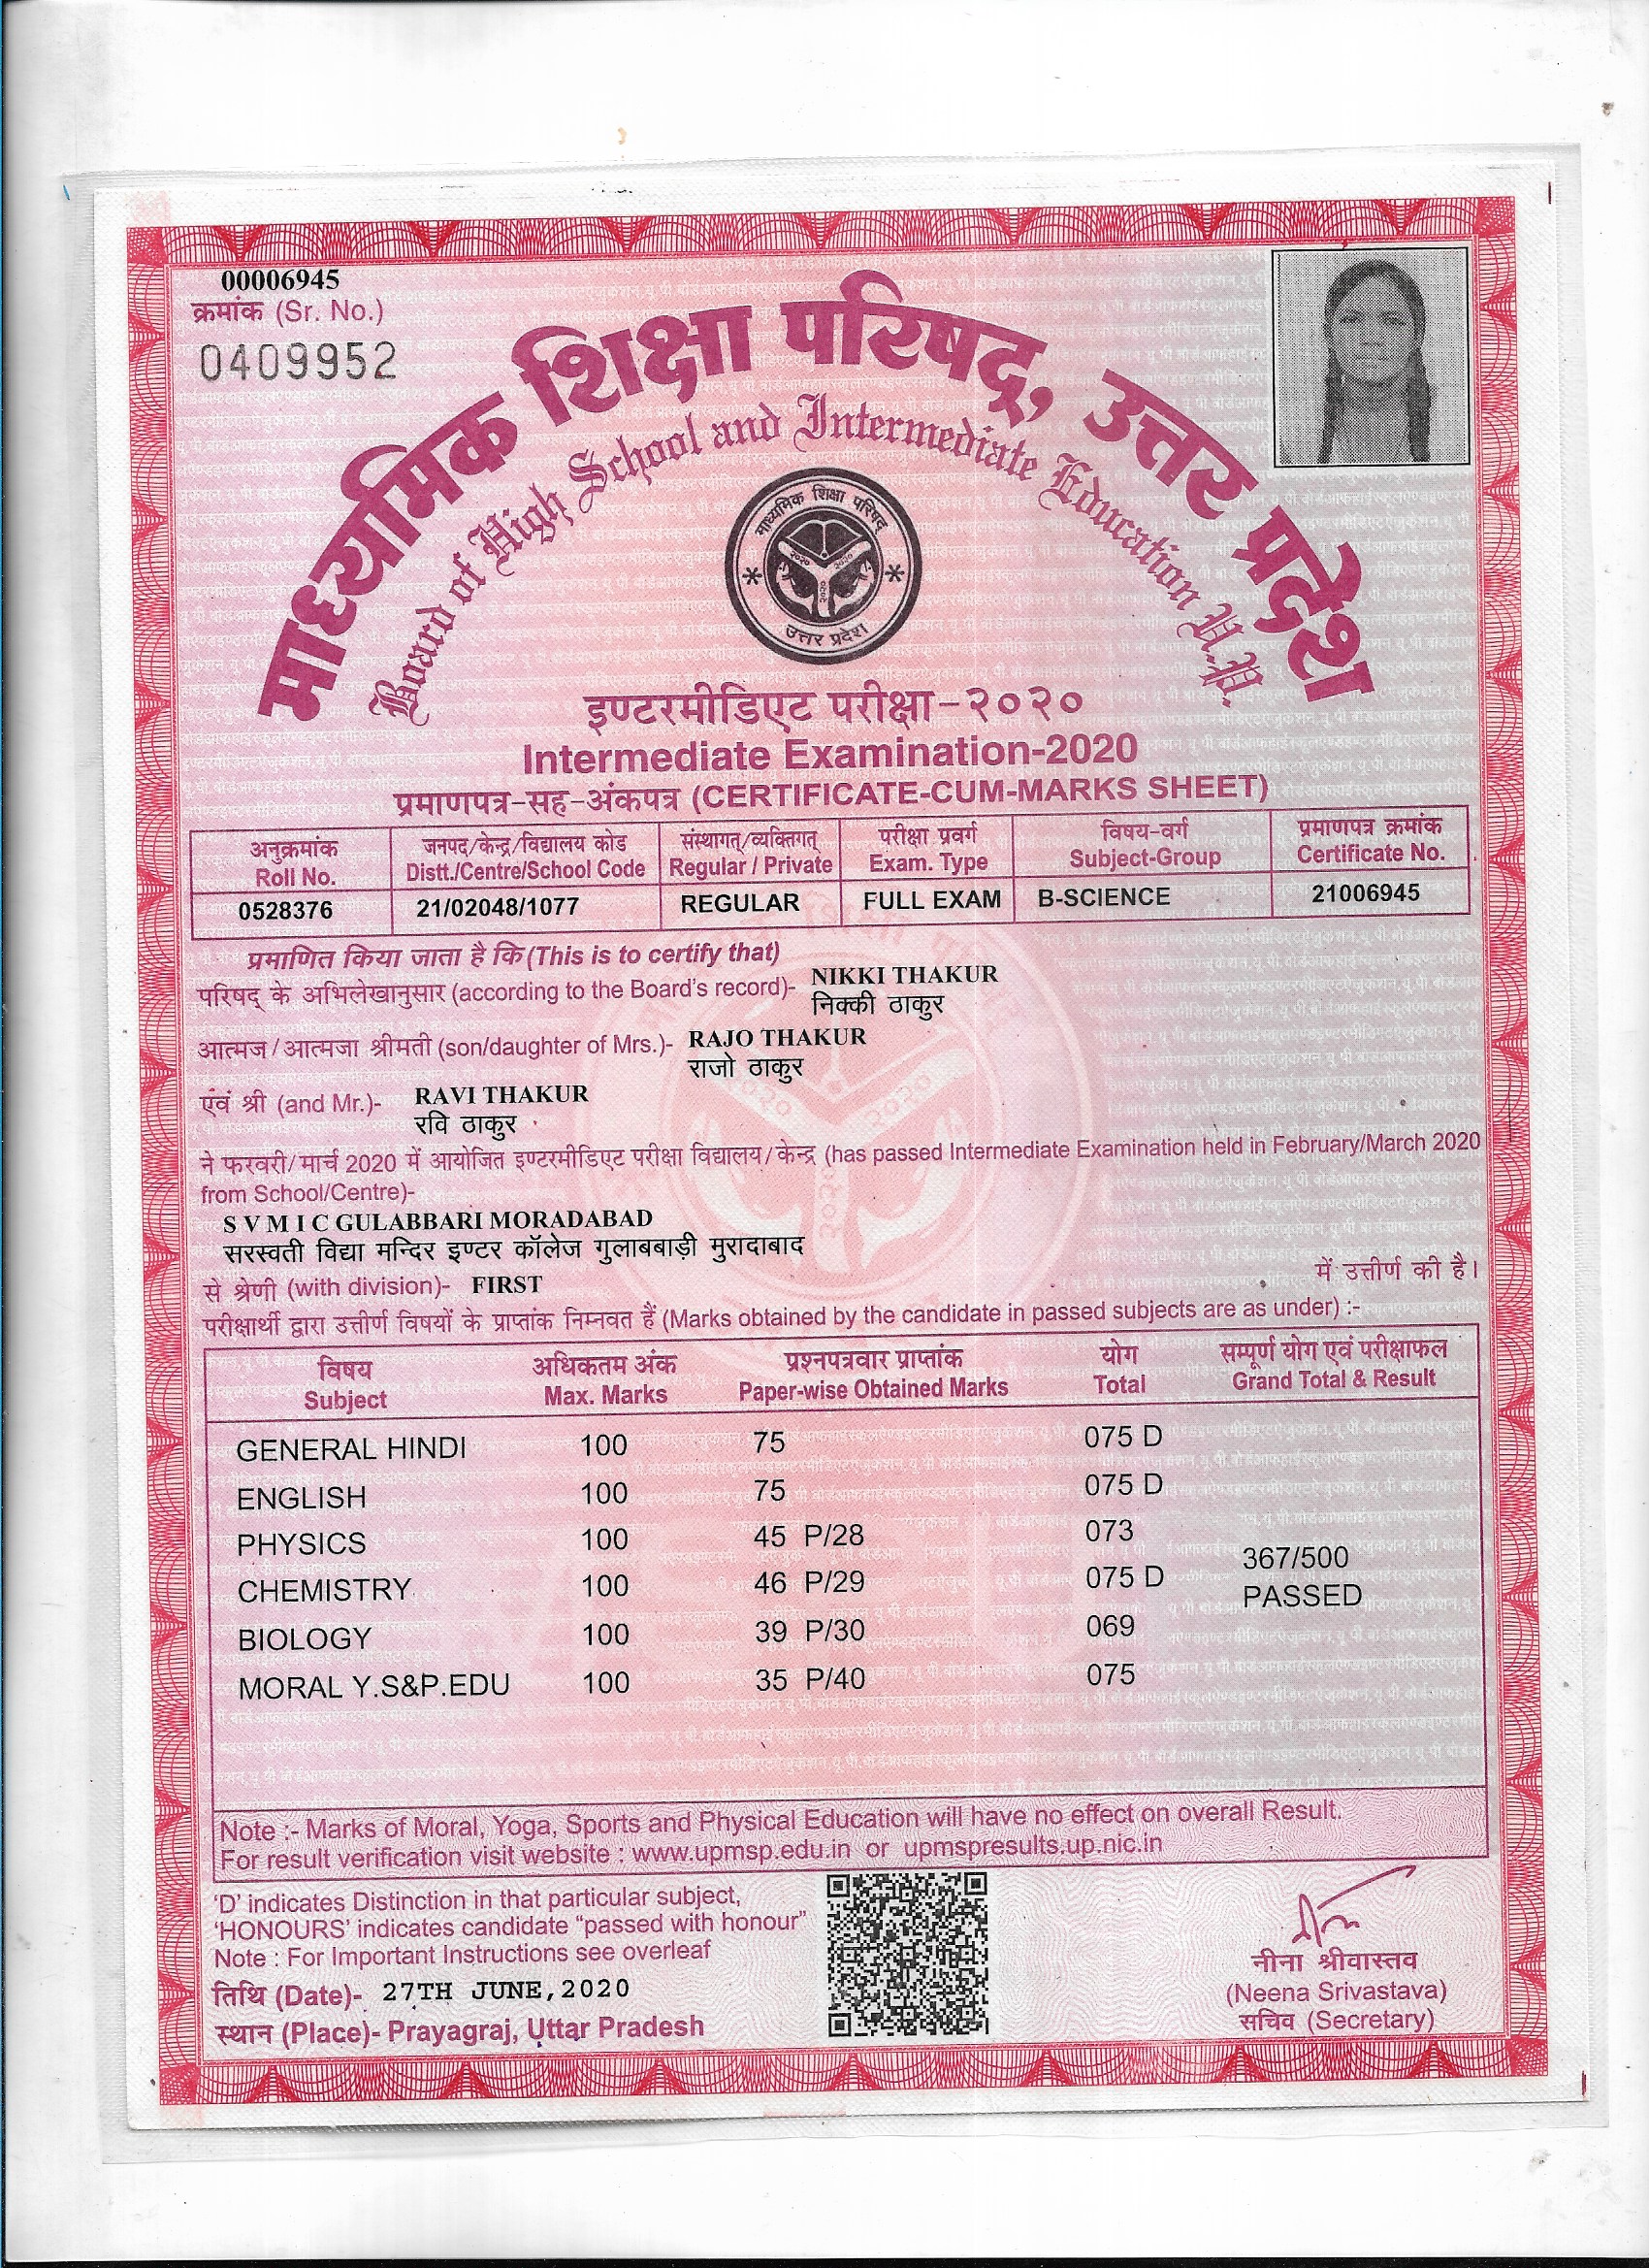 00006945
क्रमांक (Sr. No.)
0409952
माध्यमिक शिक्षा परिषद्, उत्तर प्रदेश
Board of High School and Intermediate Education U.P.
माध्यमिक शिक्षा परिषद्
२०२० २०२०
२०२०
उत्तर प्रदेश
इण्टरमीडिएट परीक्षा-२०२०
Intermediate Examination-2020
प्रमाणपत्र-सह-अंकपत्र (CERTIFICATE-CUM-MARKS SHEET)
अनुक्रमांक जनपद/केन्द्र/विद्यालय कोड संस्थागत्/व्यक्तिगत् परीक्षा प्रवर्ग विषय-वर्ग प्रमाणपत्र क्रमांक
Roll No. Distt./Centre/School Code Regular / Private Exam. Type Subject-Group Certificate No.
0528376 21/02048/1077 REGULAR FULL EXAM B-SCIENCE 21006945
प्रमाणित किया जाता है कि (This is to certify that)
परिषद् के अभिलेखानुसार (according to the Board's record)- NIKKI THAKUR
निक्की ठाकुर
आत्मज/आत्मजा श्रीमती (son/daughter of Mrs.)- RAJO THAKUR
राजो ठाकुर
एवं श्री (and Mr.)- RAVI THAKUR
रवि ठाकुर
ने फरवरी/मार्च 2020 में आयोजित इण्टरमीडिएट परीक्षा विद्यालय/केन्द्र (has passed Intermediate Examination held in February/March 2020
from School/Centre)-
S V M I C GULABBARI MORADABAD
सरस्वती विद्या मन्दिर इण्टर कॉलेज गुलाबबाड़ी मुरादाबाद
से श्रेणी (with division)- FIRST में उत्तीर्ण की है।
परीक्षार्थी द्वारा उत्तीर्ण विषयों के प्राप्तांक निम्नवत हैं (Marks obtained by the candidate in passed subjects are as under) :-
विषय अधिकतम अंक प्रश्नपत्रवार प्राप्तांक योग सम्पूर्ण योग एवं परीक्षाफल
Subject Max. Marks Paper-wise Obtained Marks Total Grand Total & Result
GENERAL HINDI 100 75 075 D
ENGLISH 100 75 075 D
PHYSICS 100 45 P/28 073
367/500
CHEMISTRY 100 46 P/29 075 D
PASSED
BIOLOGY 100 39 P/30 069
MORAL Y.S&P.EDU 100 35 P/40 075
Note :- Marks of Moral, Yoga, Sports and Physical Education will have no effect on overall Result.
For result verification visit website : www.upmsp.edu.in or upmspresults.up.nic.in
'D' indicates Distinction in that particular subject,
'HONOURS' indicates candidate "passed with honour"
Note : For Important Instructions see overleaf
तिथि (Date)- 27TH JUNE,2020
स्थान (Place)- Prayagraj, Uttar Pradesh
नीना श्रीवास्तव
(Neena Srivastava)
सचिव (Secretary)